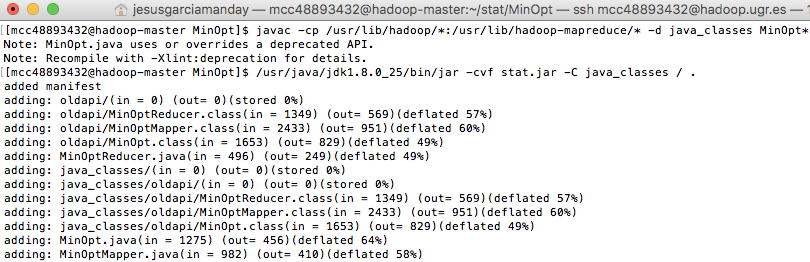 jesusgarciamanday — mcc48893432@hadoop-master:~/stat/MinOpt — ssh mcc48893432@hadoop.ugr.es —
[[mcc48893432@hadoop-master MinOpt]$ javac -cp /usr/lib/hadoop/*:/usr/lib/hadoop-mapreduce/* -d java_classes MinOpt*
Note: MinOpt.java uses or overrides a deprecated API.
Note: Recompile with -Xlint:deprecation for details.
[[mcc48893432@hadoop-master MinOpt]$ /usr/java/jdk1.8.0_25/bin/jar -cvf stat.jar -C java_classes / .
added manifest
adding: oldapi/(in = 0) (out= 0)(stored 0%)
adding: oldapi/MinOptReducer.class(in = 1349) (out= 569)(deflated 57%)
adding: oldapi/MinOptMapper.class(in = 2433) (out= 951)(deflated 60%)
adding: oldapi/MinOpt.class(in = 1653) (out= 829)(deflated 49%)
adding: MinOptReducer.java(in = 496) (out= 249)(deflated 49%)
adding: java_classes/(in = 0) (out= 0)(stored 0%)
adding: java_classes/oldapi/(in = 0) (out= 0)(stored 0%)
adding: java_classes/oldapi/MinOptReducer.class(in = 1349) (out= 569)(deflated 57%)
adding: java_classes/oldapi/MinOptMapper.class(in = 2433) (out= 951)(deflated 60%)
adding: java_classes/oldapi/MinOpt.class(in = 1653) (out= 829)(deflated 49%)
adding: MinOpt.java(in = 1275) (out= 456)(deflated 64%)
adding: MinOptMapper.java(in = 982) (out= 410)(deflated 58%)